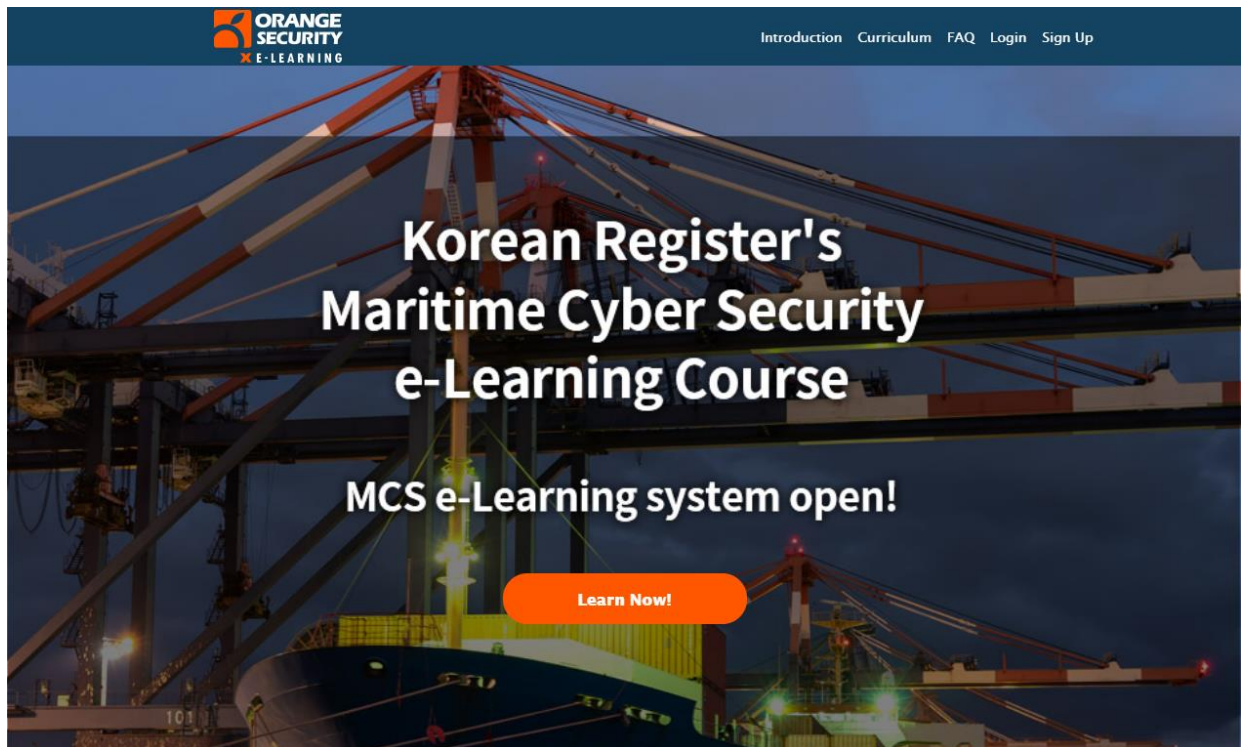 ORANGE
SECURITY
X E-LEARNING
Introduction Curriculum FAQ Login Sign Up
Korean Register's
Maritime Cyber Security
e-Learning Course
MCS e-Learning system open!
Learn Now!
101